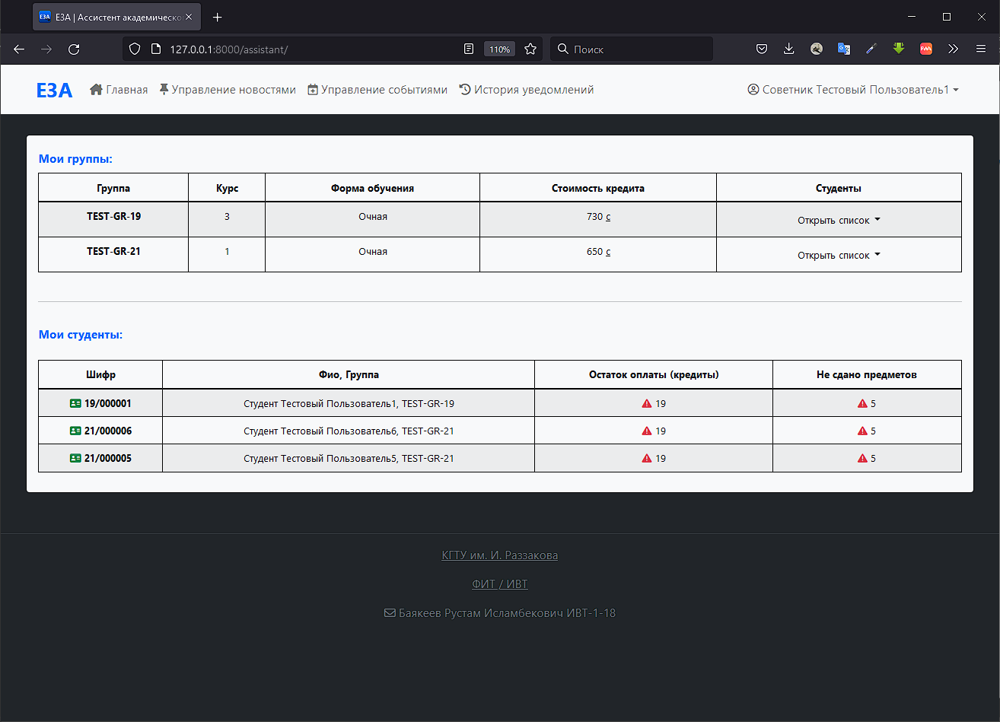 E3A E3A | Ассистент академическо
127.0.0.1:8000/assistant/ 110% Поиск
E3A Главная Управление новостями Управление событиями История уведомлений Советник Тестовый Пользователь1
Мои группы:
Группа Курс Форма обучения Стоимость кредита Студенты
TEST-GR-19 3 Очная 730 с Открыть список
TEST-GR-21 1 Очная 650 с Открыть список
Мои студенты:
Шифр Фио, Группа Остаток оплаты (кредиты) Не сдано предметов
19/000001 Студент Тестовый Пользователь1, TEST-GR-19 19 5
21/000006 Студент Тестовый Пользователь6, TEST-GR-21 19 5
21/000005 Студент Тестовый Пользователь5, TEST-GR-21 19 5
КГТУ им. И. Раззакова
ФИТ / ИВТ
Баякеев Рустам Исламбекович ИВТ-1-18